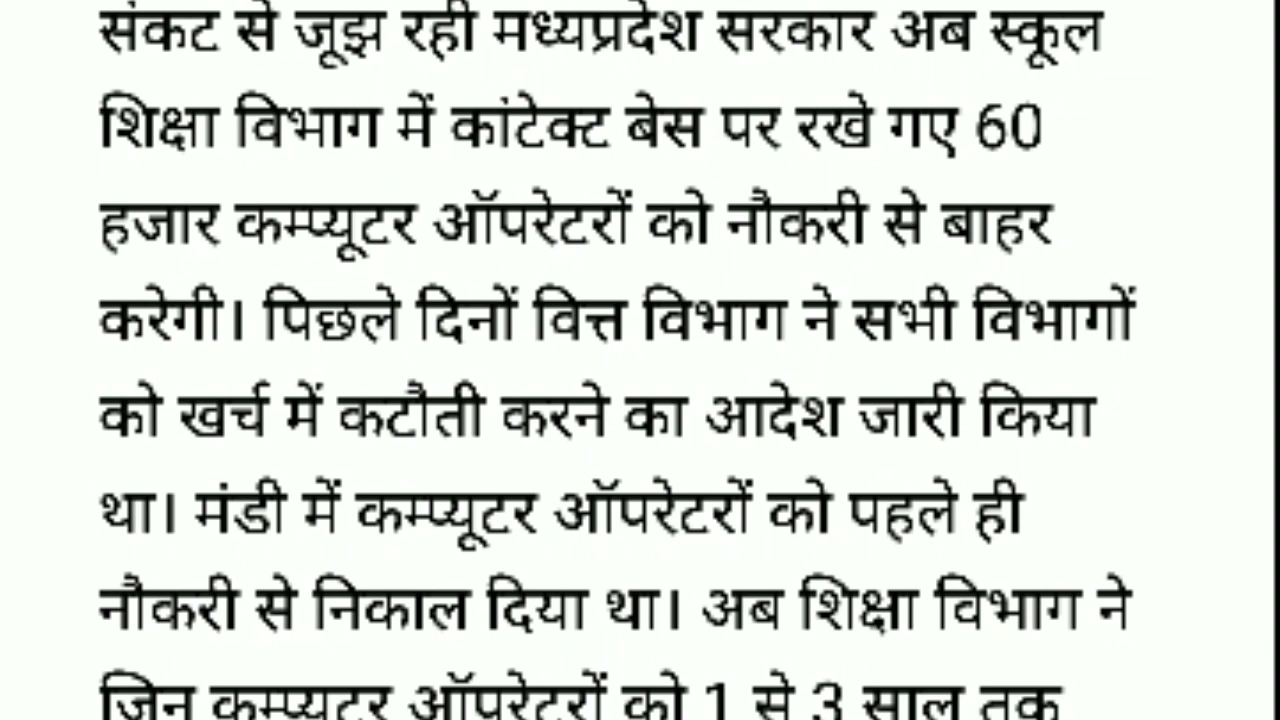 संकट से जूझ रही मध्यप्रदेश सरकार अब स्कूल
शिक्षा विभाग में कांटेक्ट बेस पर रखे गए 60
हजार कम्प्यूटर ऑपरेटरों को नौकरी से बाहर
करेगी। पिछले दिनों वित्त विभाग ने सभी विभागों
को खर्च में कटौती करने का आदेश जारी किया
था। मंडी में कम्प्यूटर ऑपरेटरों को पहले ही
नौकरी से निकाल दिया था। अब शिक्षा विभाग ने
जिन कम्प्यूटर ऑपरेटरों को 1 से 3 साल तक